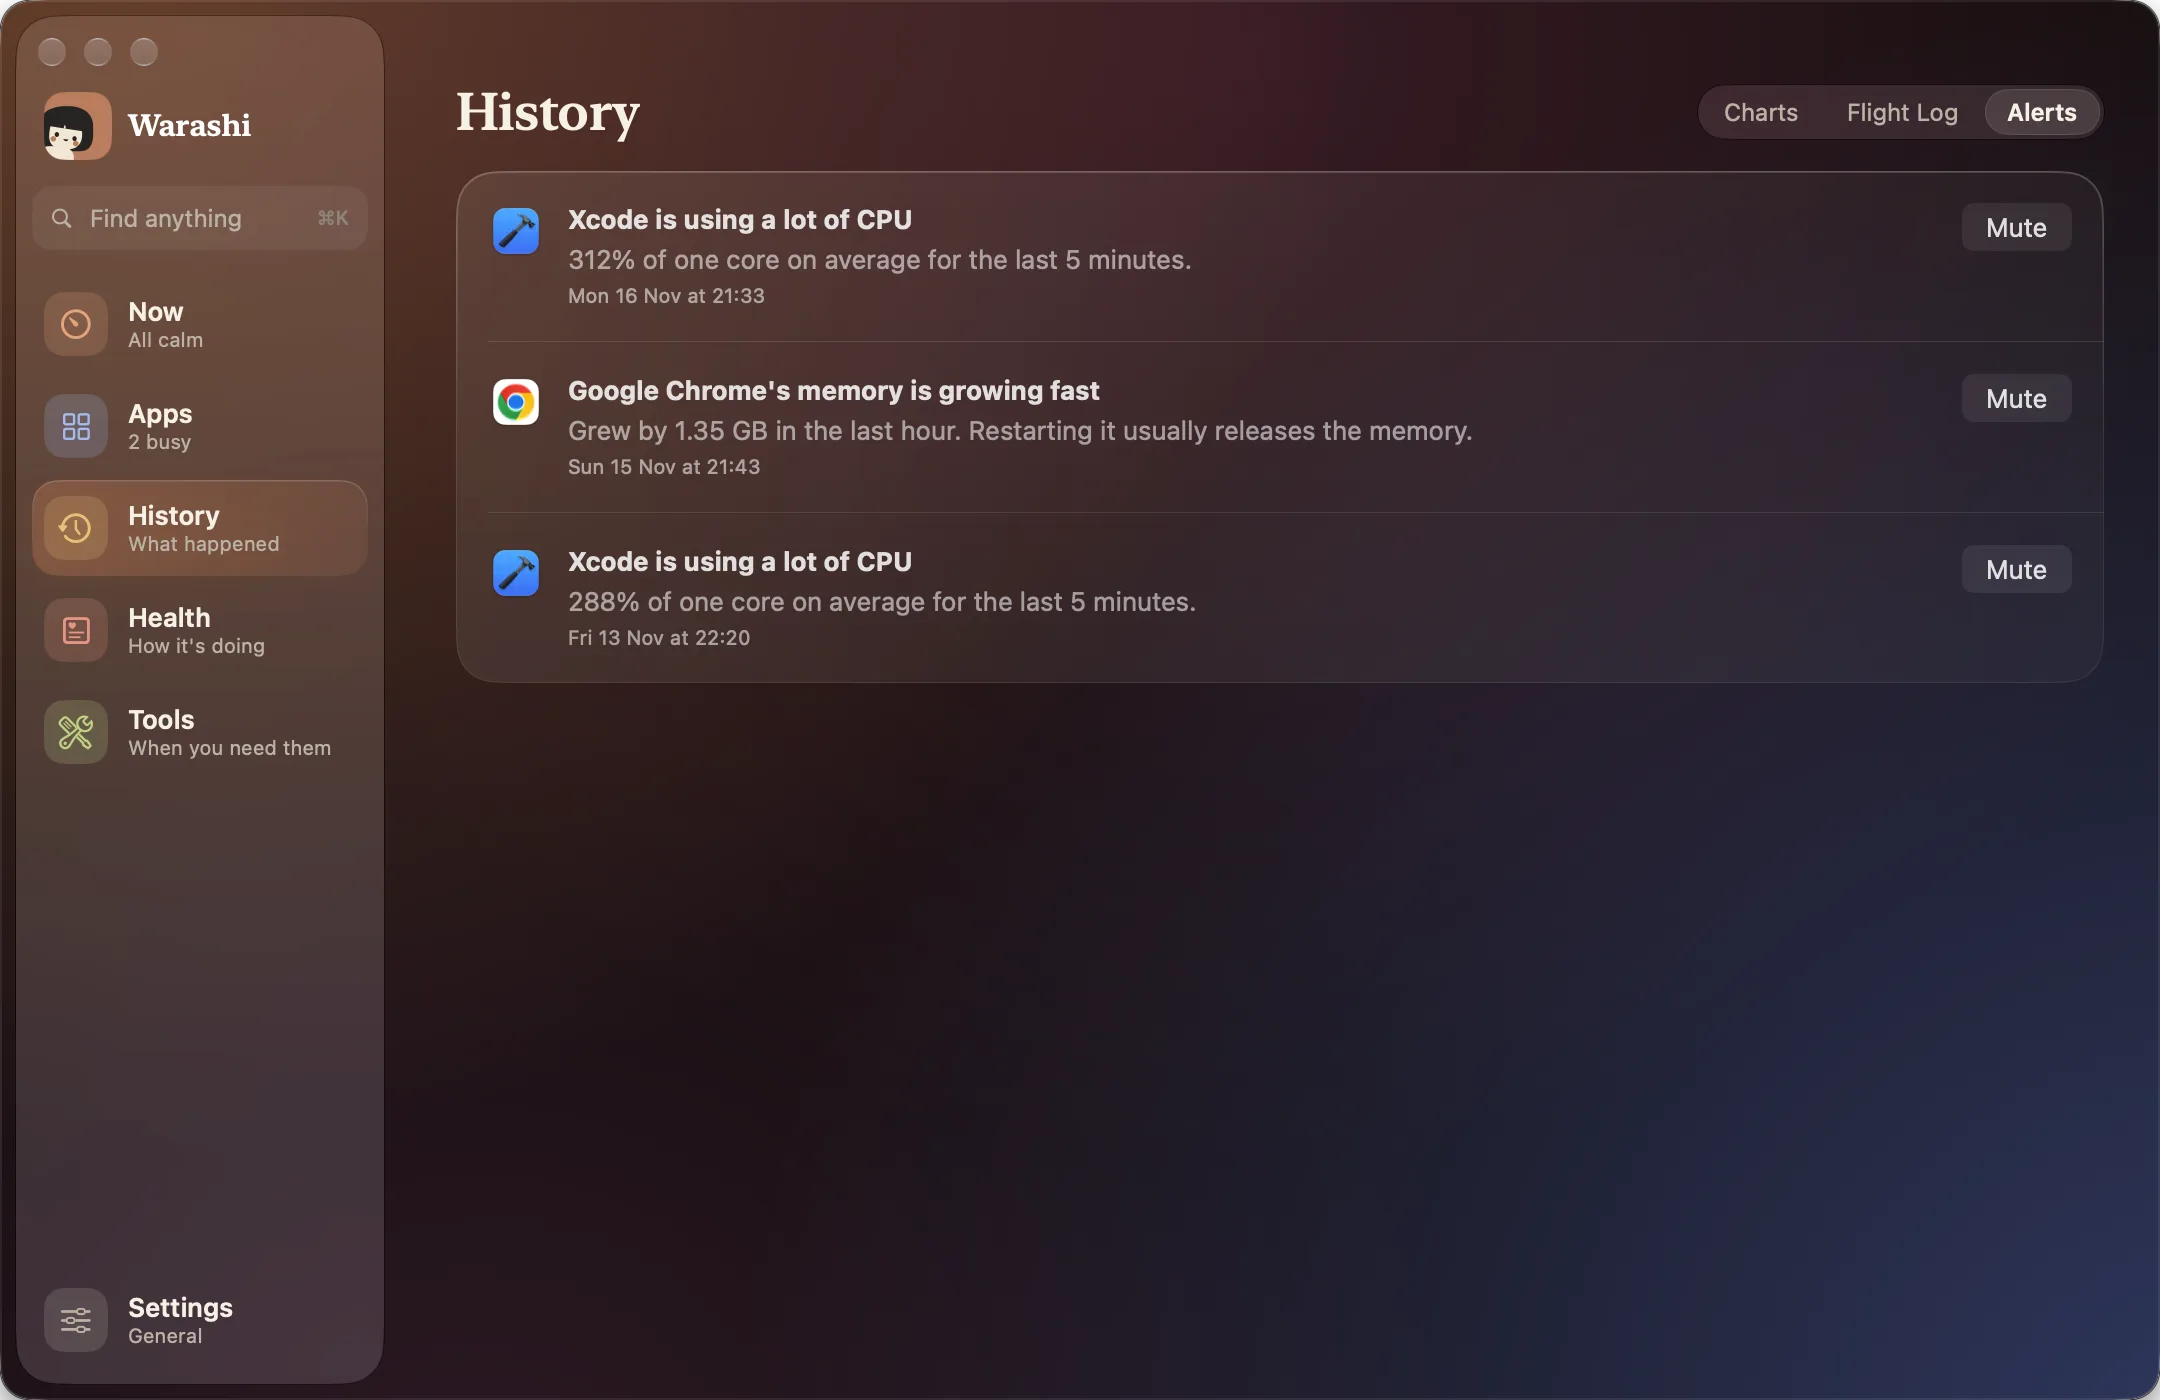 Warashi
Find anything ⌘K
Now
All calm
Apps
2 busy
History
What happened
Health
How it's doing
Tools
When you need them
Settings
General
History
Charts Flight Log Alerts
Xcode is using a lot of CPU
312% of one core on average for the last 5 minutes.
Mon 16 Nov at 21:33
Mute
Google Chrome's memory is growing fast
Grew by 1.35 GB in the last hour. Restarting it usually releases the memory.
Sun 15 Nov at 21:43
Mute
Xcode is using a lot of CPU
288% of one core on average for the last 5 minutes.
Fri 13 Nov at 22:20
Mute